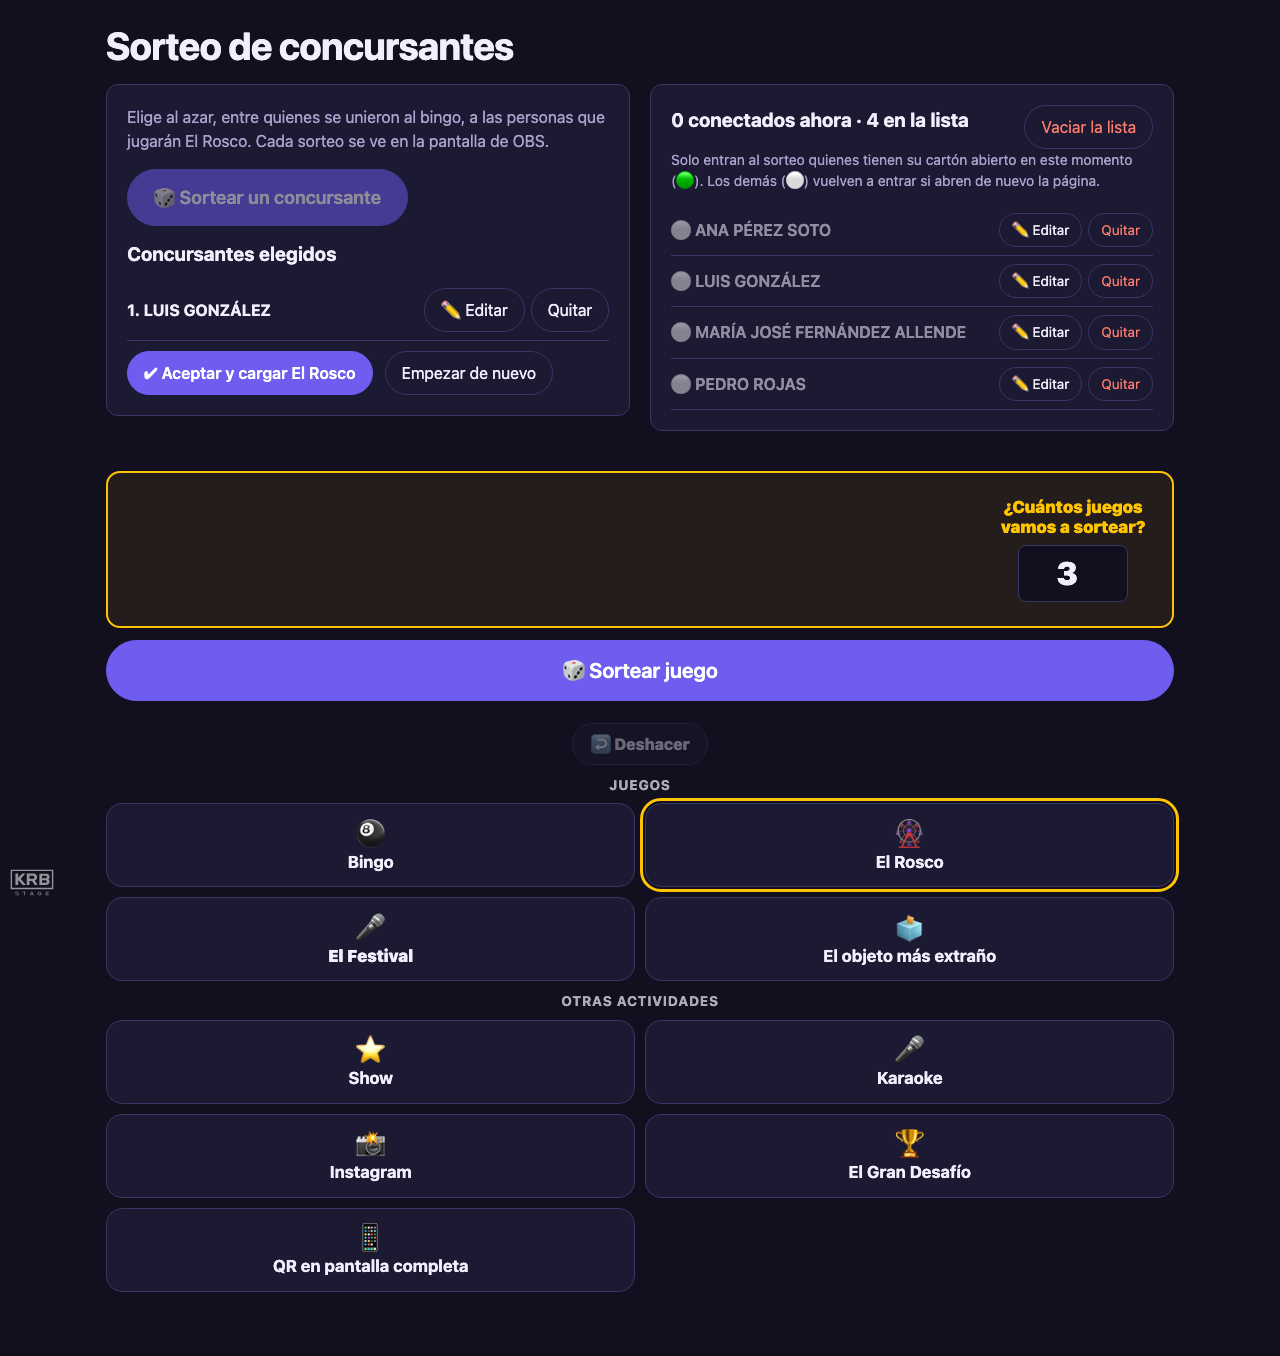 Sorteo de concursantes
Elige al azar, entre quienes se unieron al bingo, a las personas que
jugarán El Rosco. Cada sorteo se ve en la pantalla de OBS.
🎲 Sortear un concursante
Concursantes elegidos
1. LUIS GONZÁLEZ
✏️ Editar
Quitar
✔ Aceptar y cargar El Rosco
Empezar de nuevo
0 conectados ahora · 4 en la lista
Vaciar la lista
Solo entran al sorteo quienes tienen su cartón abierto en este momento
(🟢). Los demás (⚪) vuelven a entrar si abren de nuevo la página.
ANA PÉREZ SOTO
✏️ Editar
Quitar
LUIS GONZÁLEZ
✏️ Editar
Quitar
MARÍA JOSÉ FERNÁNDEZ ALLENDE
✏️ Editar
Quitar
PEDRO ROJAS
✏️ Editar
Quitar
¿Cuántos juegos
vamos a sortear?
3
🎲 Sortear juego
↩️ Deshacer
JUEGOS
Bingo
El Rosco
El Festival
El objeto más extraño
OTRAS ACTIVIDADES
Show
Karaoke
Instagram
El Gran Desafío
QR en pantalla completa
KRB
STAGE